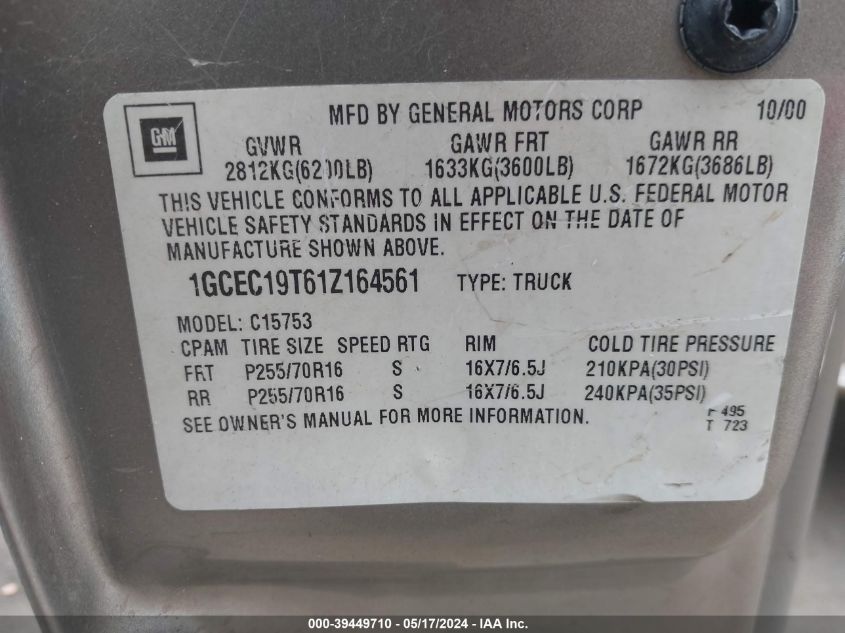 MFD BY GENERAL MOTORS CORP 10/00
GM
GVWR GAWR FRT GAWR RR
2812KG(6200LB) 1633KG(3600LB) 1672KG(3686LB)
THIS VEHICLE CONFORMS TO ALL APPLICABLE U.S. FEDERAL MOTOR
VEHICLE SAFETY STANDARDS IN EFFECT ON THE DATE OF
MANUFACTURE SHOWN ABOVE.
1GCEC19T61Z164561 TYPE: TRUCK
MODEL: C15753
CPAM TIRE SIZE SPEED RTG RIM COLD TIRE PRESSURE
FRT P255/70R16 S 16X7/6.5J 210KPA(30PSI)
RR P255/70R16 S 16X7/6.5J 240KPA(35PSI)
SEE OWNER'S MANUAL FOR MORE INFORMATION.
495
T 723
000-39449710 - 05/17/2024 - IAA Inc.